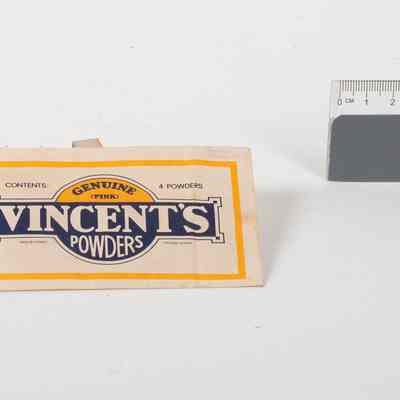 0 CM 1 2
GENUINE
CONTENTS: (PINK) 4 POWDERS
VINCENT'S
POWDERS